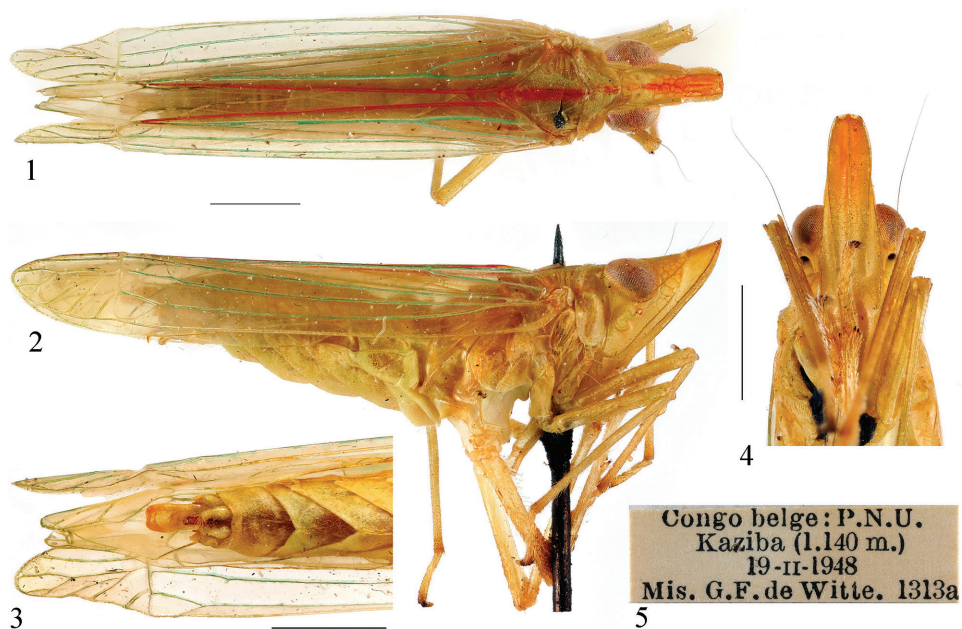 1
2
3
4
Congo belge: P.N.U.
Kaziba (1.140 m.)
19-II-1948
Mis. G.F. de Witte. 1313a
5